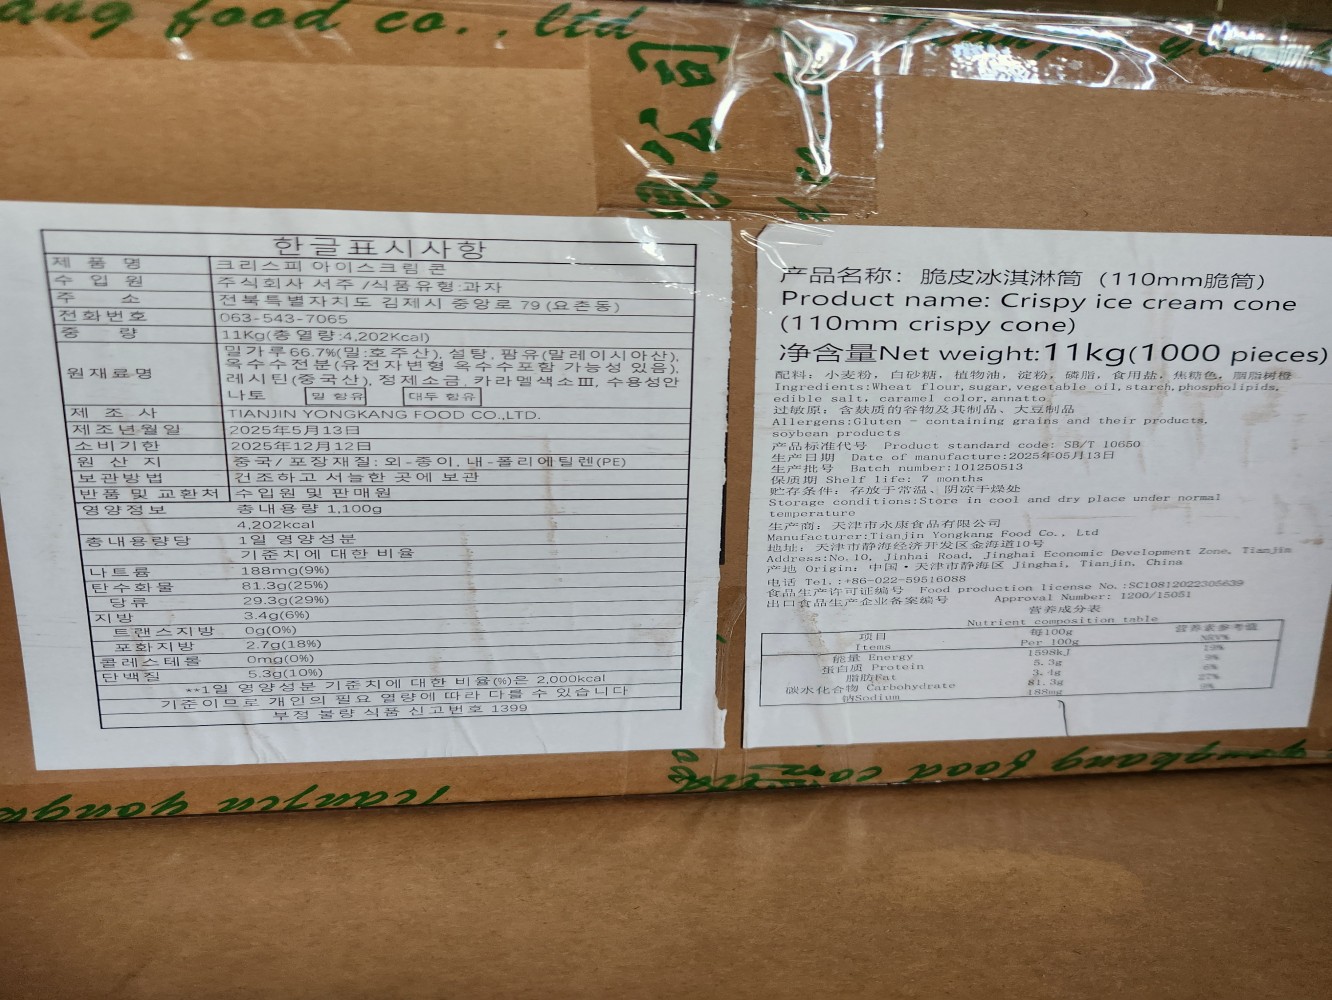 ang food co.,ltd
한글표시사항
제 품 명 크리스피 아이스크림 콘
수 입 원 주식회사 서주 /식품유형:과자
주 소 전북특별자치도 김제시 중앙로 79 (요촌동)
전화번호 063-543-7065
중 량 11Kg(총 열량:4,202Kcal)
원재료명 밀가루66.7%(밀:호주산), 설탕, 팜유(말레이시아산),
옥수수전분(유전자변형 옥수수포함 가능성 있음),
레시틴(중국산), 정제소금, 카라멜색소Ⅲ, 수용성안
나토 밀 함유 대두 함유
제 조 사 TIANJIN YONGKANG FOOD CO.,LTD.
제조년월일 2025年5月13日
소비기한 2025年12月12日
원 산 지 중국/ 포장재질: 외-종이, 내-폴리에틸렌(PE)
보관방법 건조하고 서늘한 곳에 보관
반품 및 교환처 수입원 및 판매원
영양정보 총내용량 1,100g
4,202kcal
총내용량당 1일 영양성분
기준치에 대한 비율
나트륨 188mg(9%)
탄수화물 81.3g(25%)
당류 29.3g(29%)
지방 3.4g(6%)
트랜스지방 0g(0%)
포화지방 2.7g(18%)
콜레스테롤 0mg(0%)
단백질 5.3g(10%)
**1일 영양성분 기준치에 대한 비율(%)은 2,000kcal
기준이므로 개인의 필요 열량에 따라 다를 수 있습니다
부정 불량 식품 신고번호 1399
产品名称：脆皮冰淇淋筒（110mm脆筒）
Product name: Crispy ice cream cone
(110mm crispy cone)
净含量Net weight:11kg(1000 pieces)
配料：小麦粉，白砂糖，植物油，淀粉，磷脂，食用盐，焦糖色，胭脂树橙
Ingredients:Wheat flour,sugar,vegetable oil,starch,phospholipids,
edible salt, caramel color,annatto
过敏原：含麸质的谷物及其制品、大豆制品
Allergens:Gluten - containing grains and their products,
soybean products
产品标准代号 Product standard code: SB/T 10650
生产日期 Date of manufacture:2025年05月13日
生产批号 Batch number:101250513
保质期 Shelf life: 7 months
贮存条件：存放于常温、阴凉干燥处
Storage conditions:Store in cool and dry place under normal
temperature
生产商：天津市永康食品有限公司
Manufacturer:Tianjin Yongkang Food Co., Ltd
地址：天津市静海经济开发区金海道10号
Address:No.10, Jinhai Road, Jinghai Economic Development Zone, Tianjin
产地 Origin: 中国·天津市静海区 Jinghai, Tianjin, China
电话 Tel.:+86-022-59516088
食品生产许可证编号 Food production license No.:SC10812022305639
出口食品生产企业备案编号 Approval Number: 1200/15051
营养成分表
Nutrient composition table
项目 每100g 营养素参考值
Items Per 100g NRV%
能量 Energy 1598kJ 19%
蛋白质 Protein 5.3g 9%
脂肪Fat 3.4g 6%
碳水化合物 Carbohydrate 81.3g 27%
钠Sodium 188mg
Tianjin yongk
yongkang food co., ltd